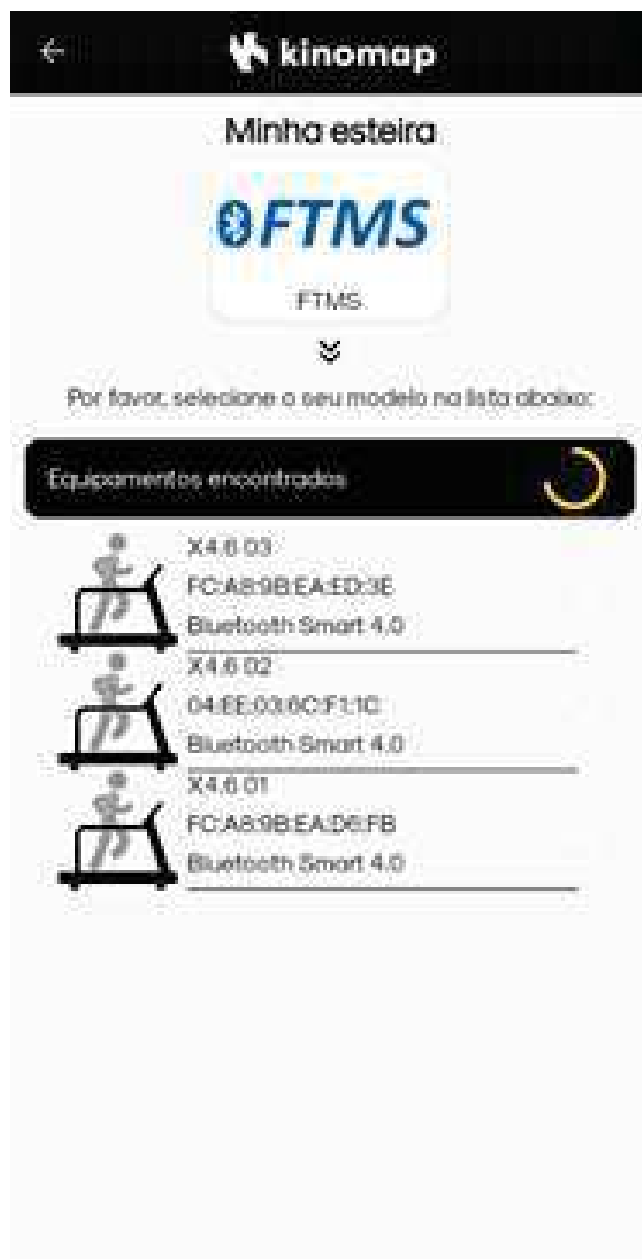 kinomap
Minha esteira
FTMS
FTMS
Por favor, selecione o seu modelo na lista abaixo:
Equipamentos encontrados
X4.6 03
FC:A8:9B:EA:ED:3E
Bluetooth Smart 4.0
X4.6 02
04:EE:03:6C:F1:1C
Bluetooth Smart 4.0
X4.6 01
FC:A8:9B:EA:D6:FB
Bluetooth Smart 4.0